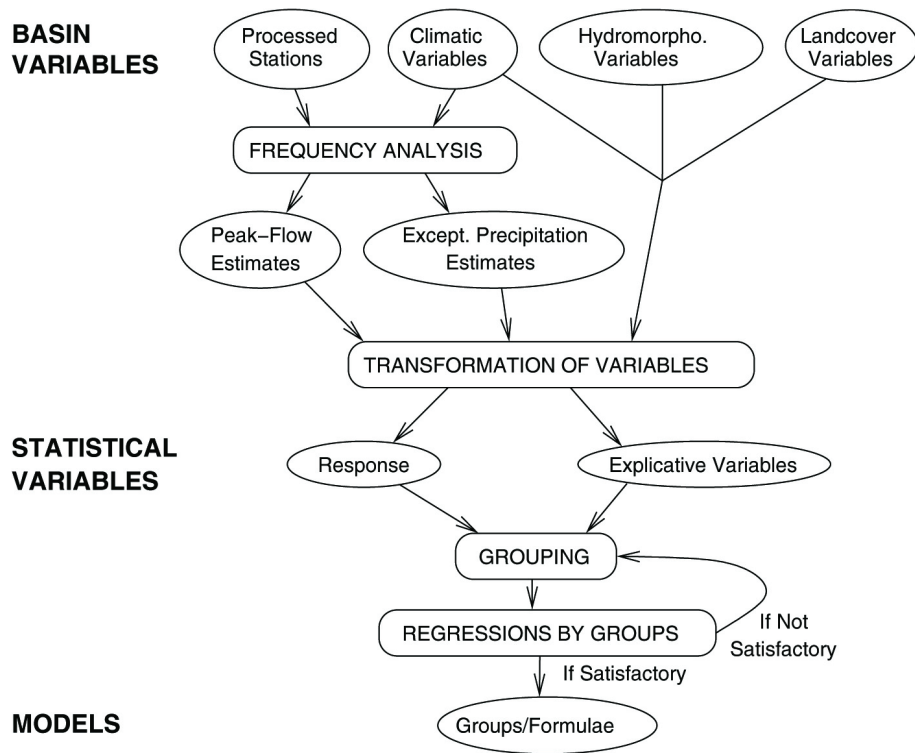 BASIN
VARIABLES
Processed
Stations
Climatic
Variables
Hydromorpho.
Variables
Landcover
Variables
FREQUENCY ANALYSIS
Peak–Flow
Estimates
Except. Precipitation
Estimates
TRANSFORMATION OF VARIABLES
STATISTICAL
VARIABLES
Response
Explicative Variables
GROUPING
REGRESSIONS BY GROUPS
If Not
Satisfactory
If Satisfactory
MODELS
Groups/Formulae